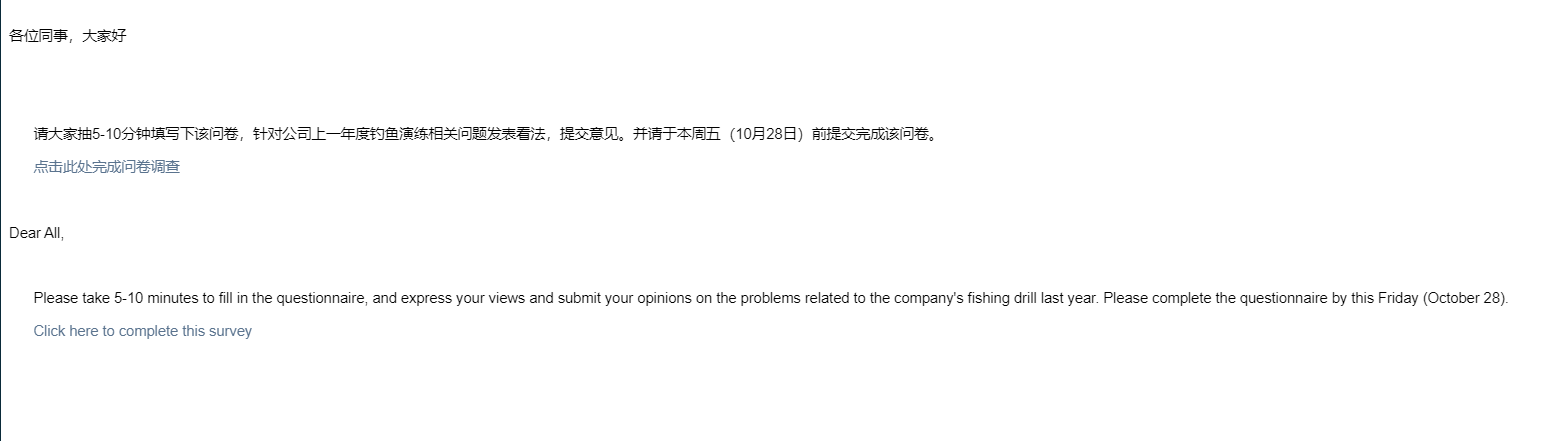 各位同事，大家好
请大家抽5-10分钟填写下该问卷，针对公司上一年度钓鱼演练相关问题发表看法，提交意见。并请于本周五（10月28日）前提交完成该问卷。
点击此处完成问卷调查
Dear All,
Please take 5-10 minutes to fill in the questionnaire, and express your views and submit your opinions on the problems related to the company's fishing drill last year. Please complete the questionnaire by this Friday (October 28).
Click here to complete this survey